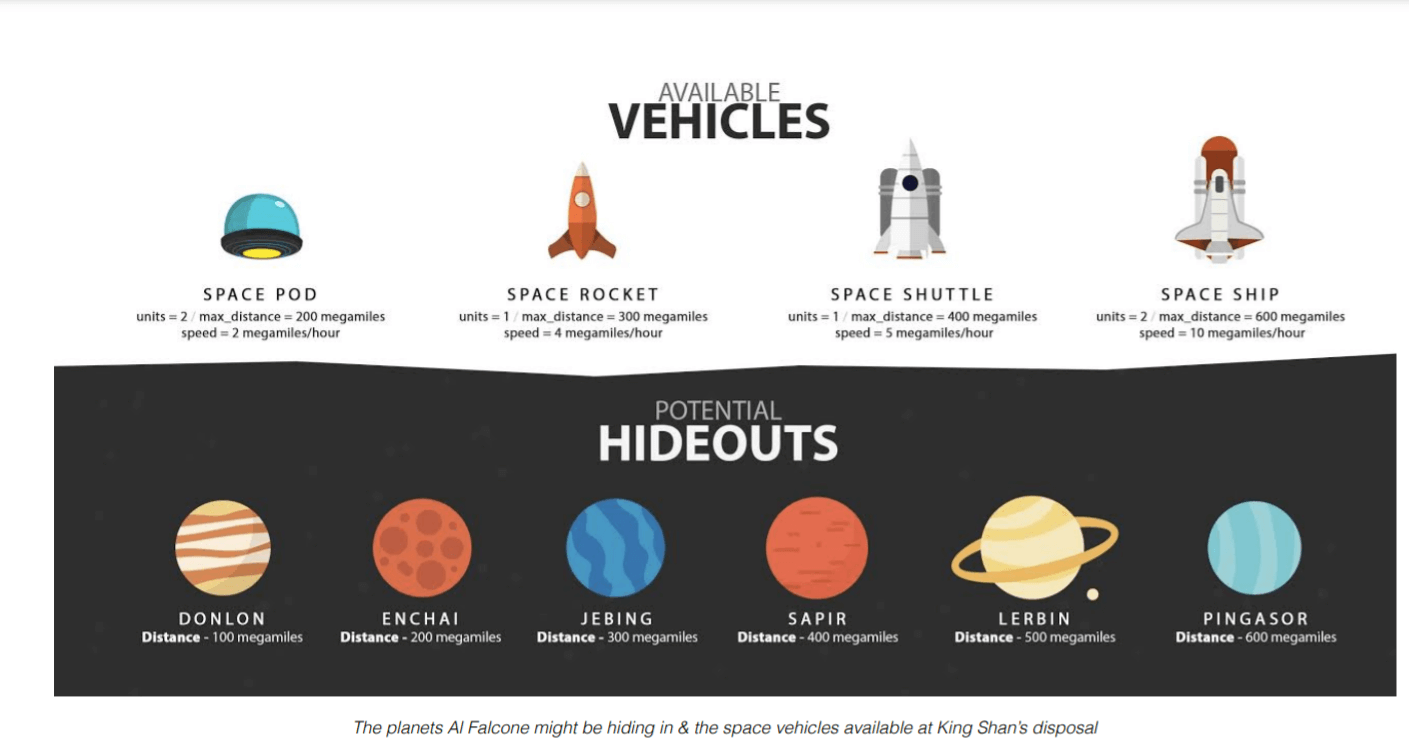 AVAILABLE
VEHICLES
SPACE POD
units = 2 / max_distance = 200 megamiles
speed = 2 megamiles/hour
SPACE ROCKET
units = 1 / max_distance = 300 megamiles
speed = 4 megamiles/hour
SPACE SHUTTLE
units = 1 / max_distance = 400 megamiles
speed = 5 megamiles/hour
SPACE SHIP
units = 2 / max_distance = 600 megamiles
speed = 10 megamiles/hour
POTENTIAL
HIDEOUTS
DONLON
Distance - 100 megamiles
ENCHAI
Distance - 200 megamiles
JEBING
Distance - 300 megamiles
SAPIR
Distance - 400 megamiles
LERBIN
Distance - 500 megamiles
PINGASOR
Distance - 600 megamiles
The planets Al Falcone might be hiding in & the space vehicles available at King Shan's disposal